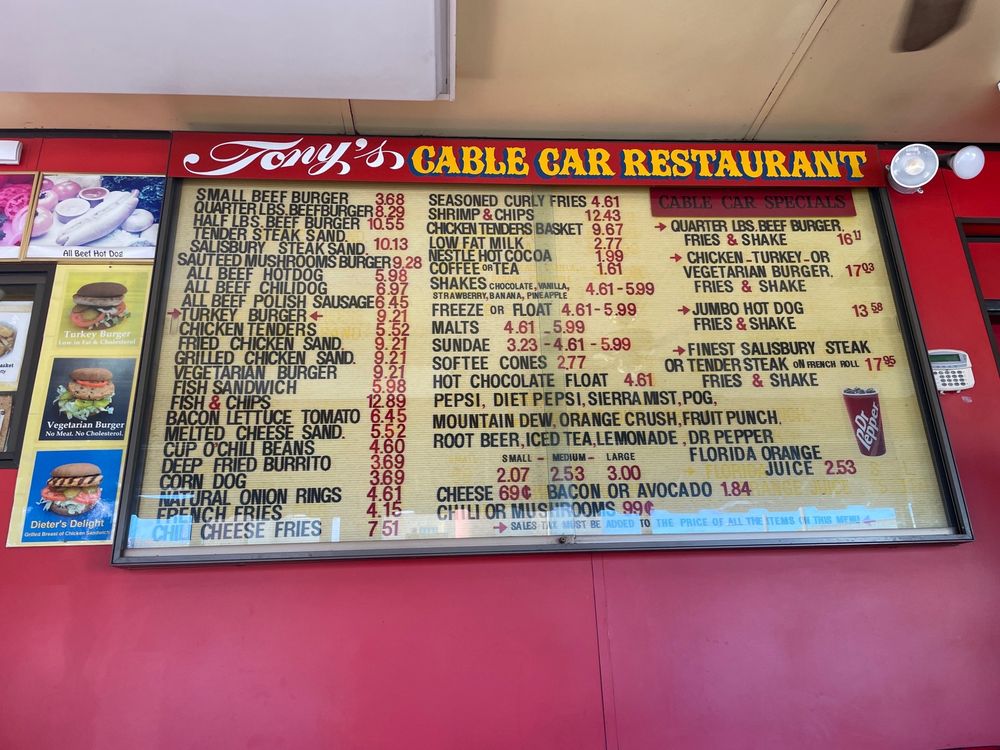 Tony's CABLE CAR RESTAURANT
All Beef Hot Dog
Turkey Burger
Low in Fat & Cholesterol
Vegetarian Burger
No Meat. No Cholesterol.
Dieter's Delight
Grilled Breast of Chicken Sandwich
SMALL BEEF BURGER 3.68
QUARTER LBS. BEEFBURGER 8.29
HALF LBS. BEEF BURGER 10.55
TENDER STEAK SAND.
SALISBURY STEAK SAND. 10.13
SAUTEED MUSHROOMS BURGER 9.28
ALL BEEF HOTDOG 5.98
ALL BEEF CHILIDOG 6.97
ALL BEEF POLISH SAUSAGE 6.45
→TURKEY BURGER← 9.21
CHICKEN TENDERS 5.52
FRIED CHICKEN SAND. 9.21
GRILLED CHICKEN SAND. 9.21
VEGETARIAN BURGER 9.21
FISH SANDWICH 5.98
FISH & CHIPS 12.89
BACON LETTUCE TOMATO 6.45
MELTED CHEESE SAND. 5.52
CUP O'CHILI BEANS 4.60
DEEP FRIED BURRITO 3.69
CORN DOG 3.69
NATURAL ONION RINGS 4.61
FRENCH FRIES 4.15
CHILI CHEESE FRIES 7.51
SEASONED CURLY FRIES 4.61
SHRIMP & CHIPS 12.43
CHICKEN TENDERS BASKET 9.67
LOW FAT MILK 2.77
NESTLE HOT COCOA 1.99
COFFEE OR TEA 1.61
SHAKES CHOCOLATE, VANILLA, 4.61-5.99
STRAWBERRY, BANANA, PINEAPPLE
FREEZE OR FLOAT 4.61-5.99
MALTS 4.61-5.99
SUNDAE 3.23-4.61-5.99
SOFTEE CONES 2.77
HOT CHOCOLATE FLOAT 4.61
PEPSI, DIET PEPSI, SIERRA MIST, POG,
MOUNTAIN DEW, ORANGE CRUSH, FRUIT PUNCH.
ROOT BEER, ICED TEA, LEMONADE, DR PEPPER
SMALL - MEDIUM - LARGE
2.07 2.53 3.00
CHEESE 69¢ BACON OR AVOCADO 1.84
CHILI OR MUSHROOMS 99¢
→ SALES TAX MUST BE ADDED TO THE PRICE OF ALL THE ITEMS ON THIS MENU ←
CABLE CAR SPECIALS
→ QUARTER LBS. BEEF BURGER.
FRIES & SHAKE 16 11
→ CHICKEN-TURKEY-OR
VEGETARIAN BURGER. 17 03
FRIES & SHAKE
→ JUMBO HOT DOG 13 58
FRIES & SHAKE
→ FINEST SALISBURY STEAK
OR TENDER STEAK ON FRENCH ROLL 17 95
FRIES & SHAKE
Dr Pepper
FLORIDA ORANGE
JUICE 2.53